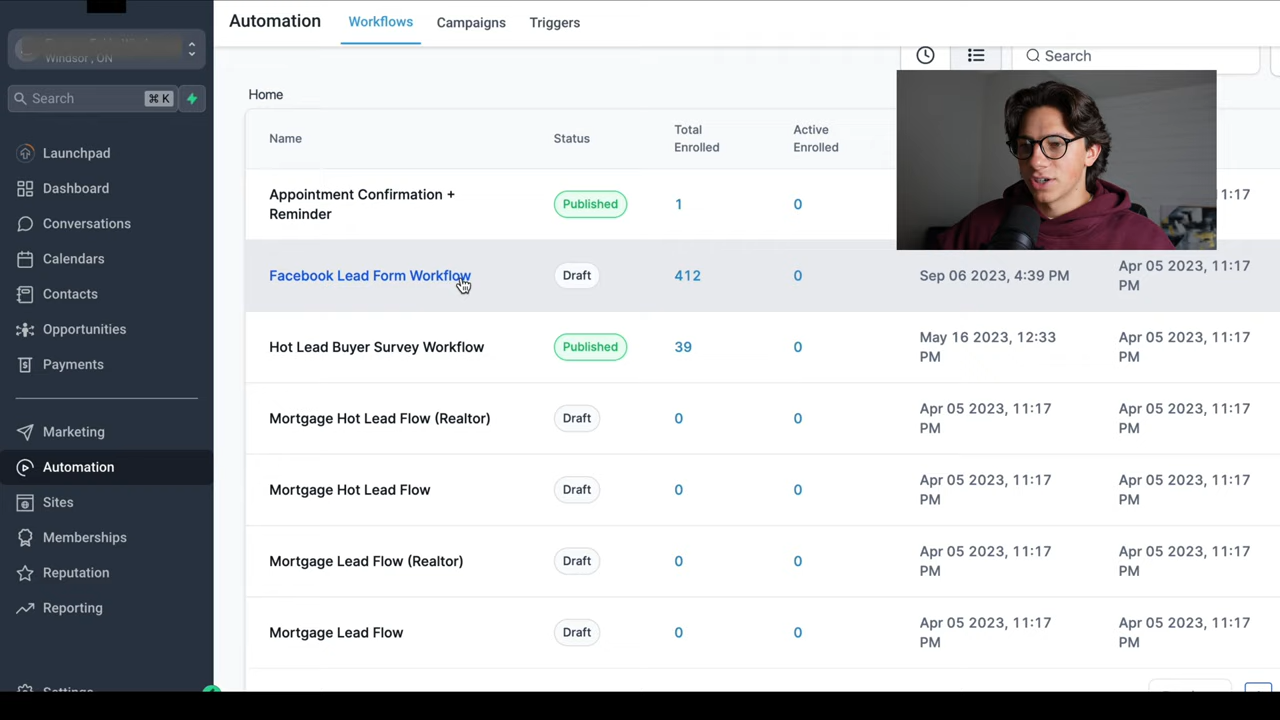 Automation
Workflows
Campaigns
Triggers
Windsor, ON
Search
⌘ K
Launchpad
Dashboard
Conversations
Calendars
Contacts
Opportunities
Payments
Marketing
Automation
Sites
Memberships
Reputation
Reporting
Settings
Search
Home
Name
Status
Total
Enrolled
Active
Enrolled
Appointment Confirmation +
Reminder
Published
1
0
11:17
Facebook Lead Form Workflow
Draft
412
0
Sep 06 2023, 4:39 PM
Apr 05 2023, 11:17
PM
Hot Lead Buyer Survey Workflow
Published
39
0
May 16 2023, 12:33
PM
Apr 05 2023, 11:17
PM
Mortgage Hot Lead Flow (Realtor)
Draft
0
0
Apr 05 2023, 11:17
PM
Apr 05 2023, 11:17
PM
Mortgage Hot Lead Flow
Draft
0
0
Apr 05 2023, 11:17
PM
Apr 05 2023, 11:17
PM
Mortgage Lead Flow (Realtor)
Draft
0
0
Apr 05 2023, 11:17
PM
Apr 05 2023, 11:17
PM
Mortgage Lead Flow
Draft
0
0
Apr 05 2023, 11:17
PM
Apr 05 2023, 11:17
PM